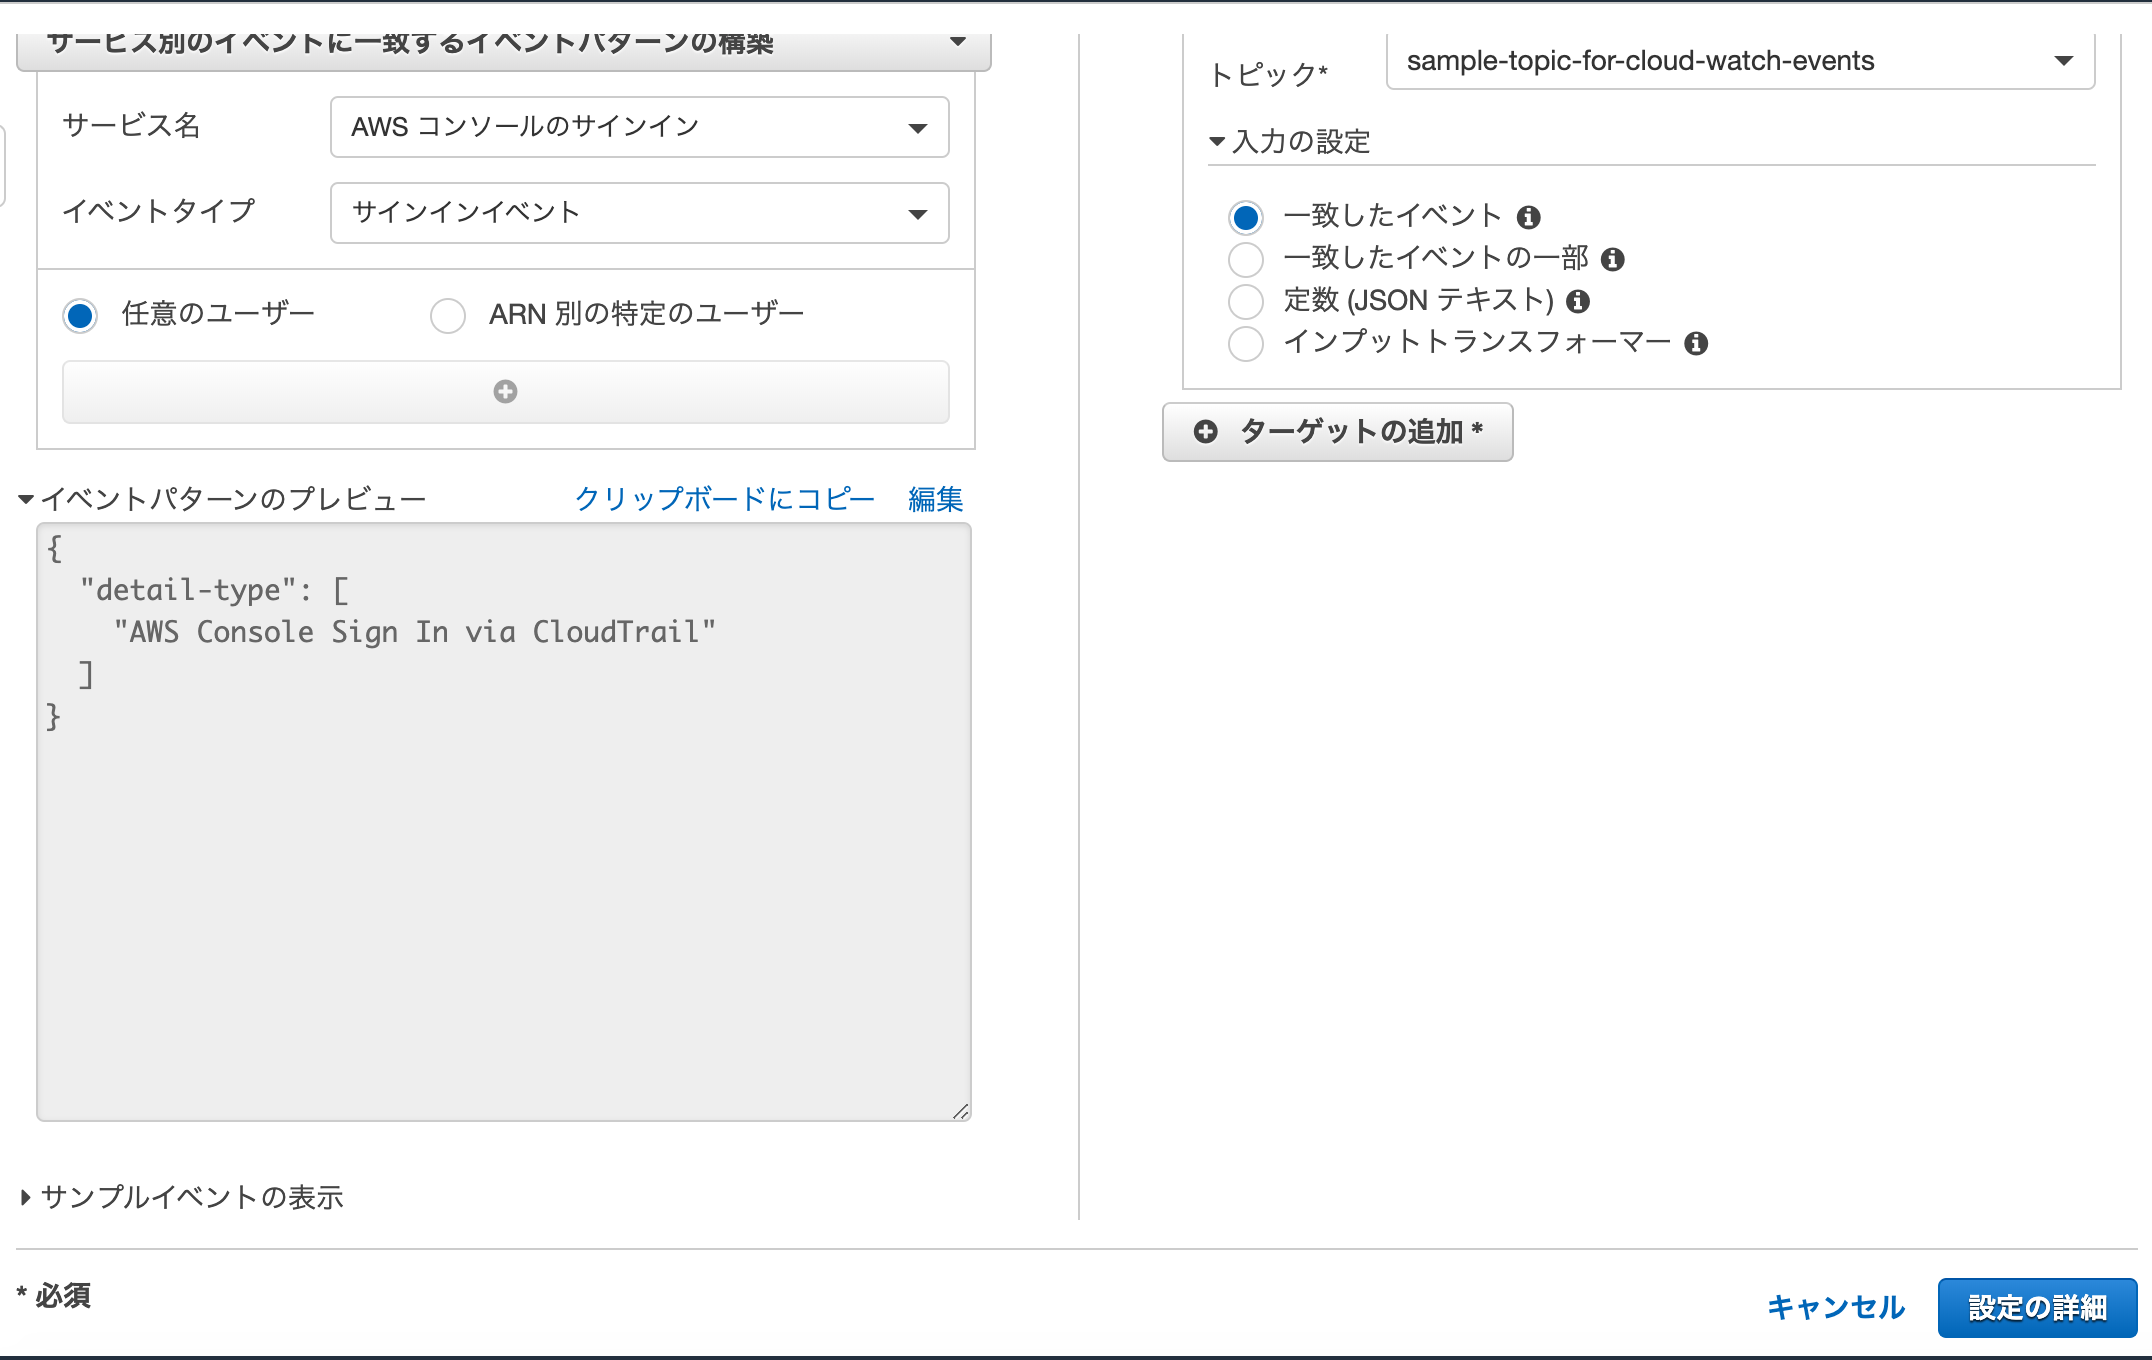 サービス別のイベントに一致するイベントパターンの構築
サービス名
AWS コンソールのサインイン
イベントタイプ
サインインイベント
任意のユーザー
ARN 別の特定のユーザー
イベントパターンのプレビュー
クリップボードにコピー
編集
{
"detail-type": [
"AWS Console Sign In via CloudTrail"
]
}
サンプルイベントの表示
トピック*
sample-topic-for-cloud-watch-events
入力の設定
一致したイベント
一致したイベントの一部
定数 (JSON テキスト)
インプットトランスフォーマー
ターゲットの追加 *
* 必須
キャンセル
設定の詳細